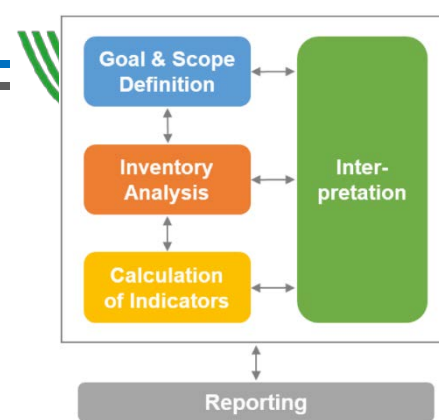 Goal & Scope
Definition
Inventory
Analysis
Calculation
of Indicators
Inter-
pretation
Reporting